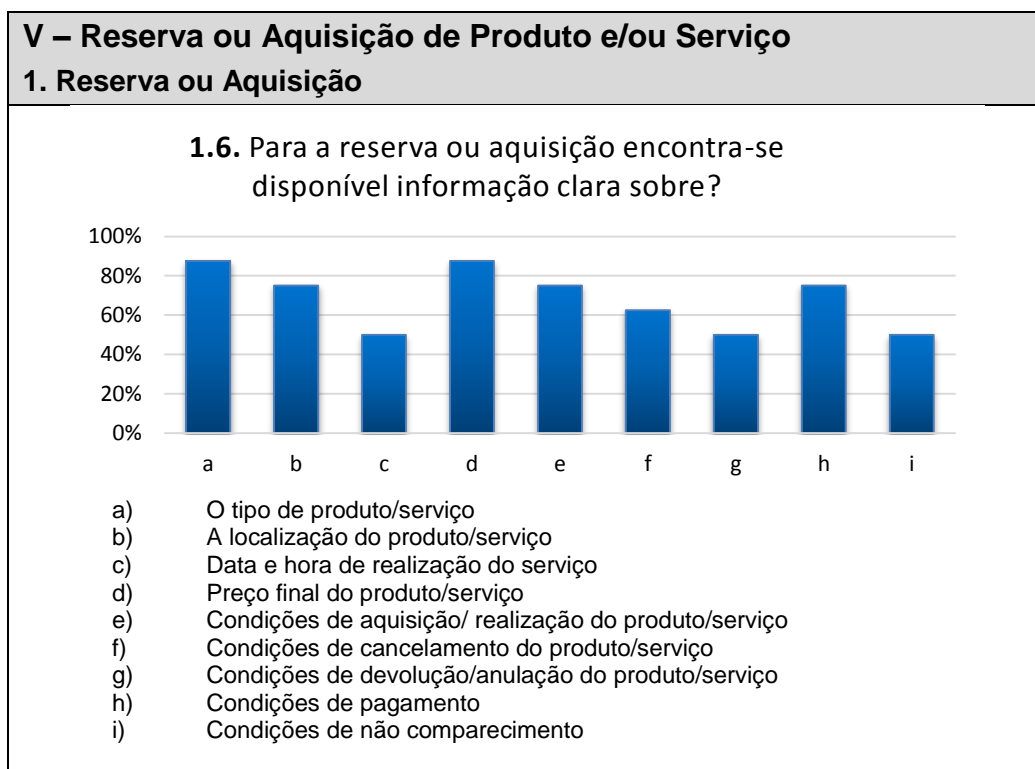 V – Reserva ou Aquisição de Produto e/ou Serviço
1. Reserva ou Aquisição
1.6. Para a reserva ou aquisição encontra-se
disponível informação clara sobre?
100%
80%
60%
40%
20%
0%
a b c d e f g h i
a) O tipo de produto/serviço
b) A localização do produto/serviço
c) Data e hora de realização do serviço
d) Preço final do produto/serviço
e) Condições de aquisição/ realização do produto/serviço
f) Condições de cancelamento do produto/serviço
g) Condições de devolução/anulação do produto/serviço
h) Condições de pagamento
i) Condições de não comparecimento